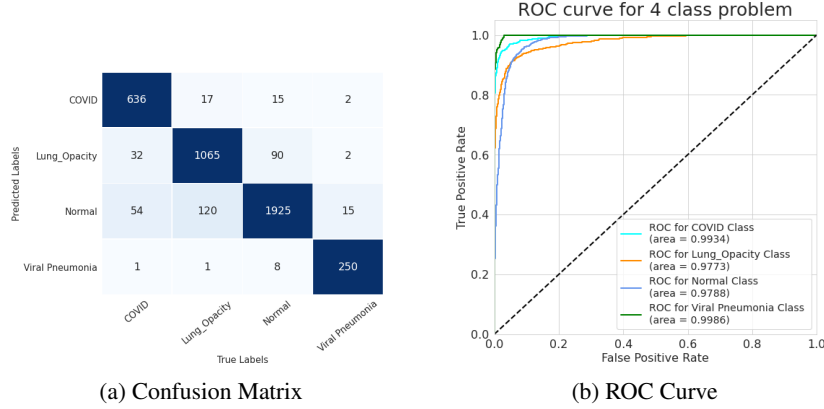 COVID
636 17 15 2
Lung_Opacity
32 1065 90 2
Normal
54 120 1925 15
Viral Pneumonia
1 1 8 250
Predicted Labels
COVID
Lung_Opacity
Normal
Viral Pneumonia
True Labels
(a) Confusion Matrix
ROC curve for 4 class problem
1.0
0.8
0.6
0.4
0.2
0.0
True Positive Rate
ROC for COVID Class
(area = 0.9934)
ROC for Lung_Opacity Class
(area = 0.9773)
ROC for Normal Class
(area = 0.9788)
ROC for Viral Pneumonia Class
(area = 0.9986)
0.0 0.2 0.4 0.6 0.8 1.0
False Positive Rate
(b) ROC Curve